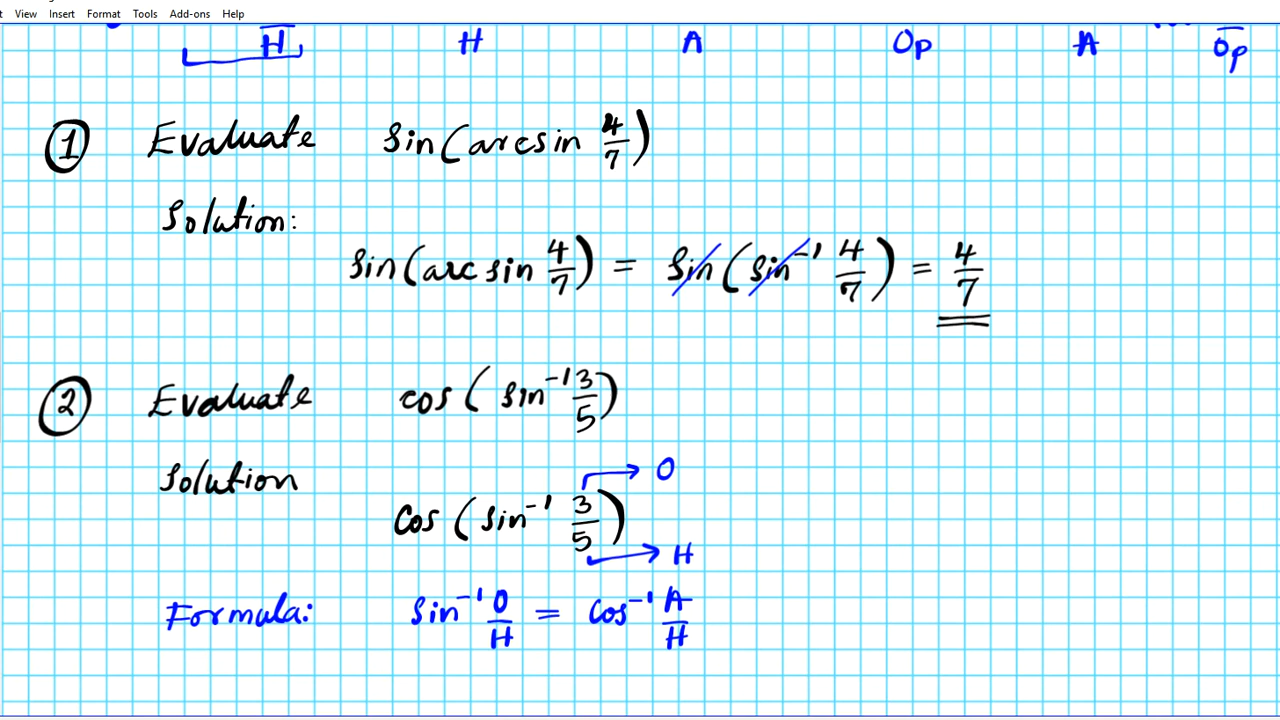 View Insert Format Tools Add-ons Help
H H A Op A Op
1 Evaluate sin(arcsin 4/7)
Solution:
sin(arcsin 4/7) = sin(sin⁻¹ 4/7) = 4/7
2 Evaluate cos(sin⁻¹ 3/5)
Solution
→ O
cos(sin⁻¹ 3/5)
→ H
Formula: sin⁻¹ O/H = cos⁻¹ A/H